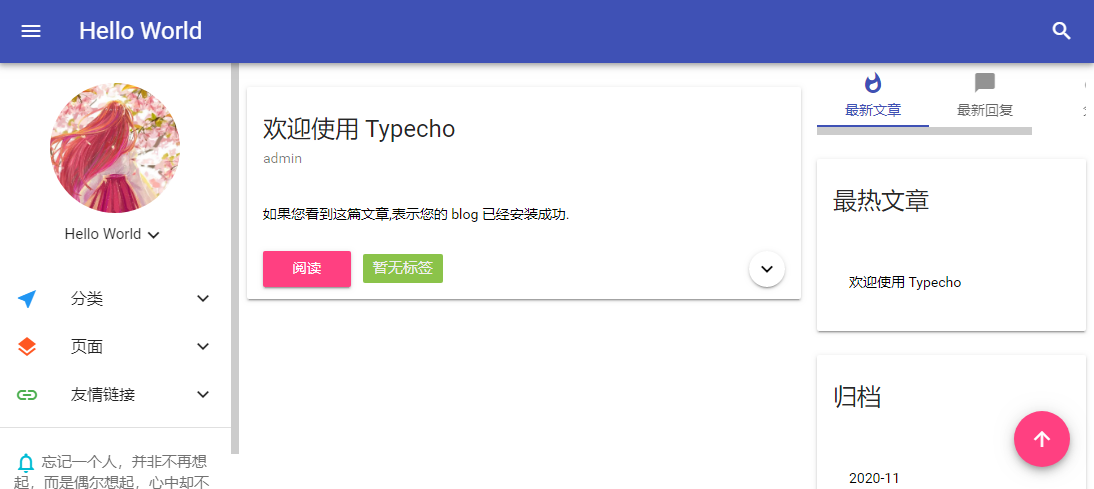 Hello World
Hello World
分类
页面
友情链接
忘记一个人，并非不再想
起，而是偶尔想起，心中却不
欢迎使用 Typecho
admin
如果您看到这篇文章,表示您的 blog 已经安装成功.
阅读
暂无标签
最新文章
最新回复
最热文章
欢迎使用 Typecho
归档
2020-11